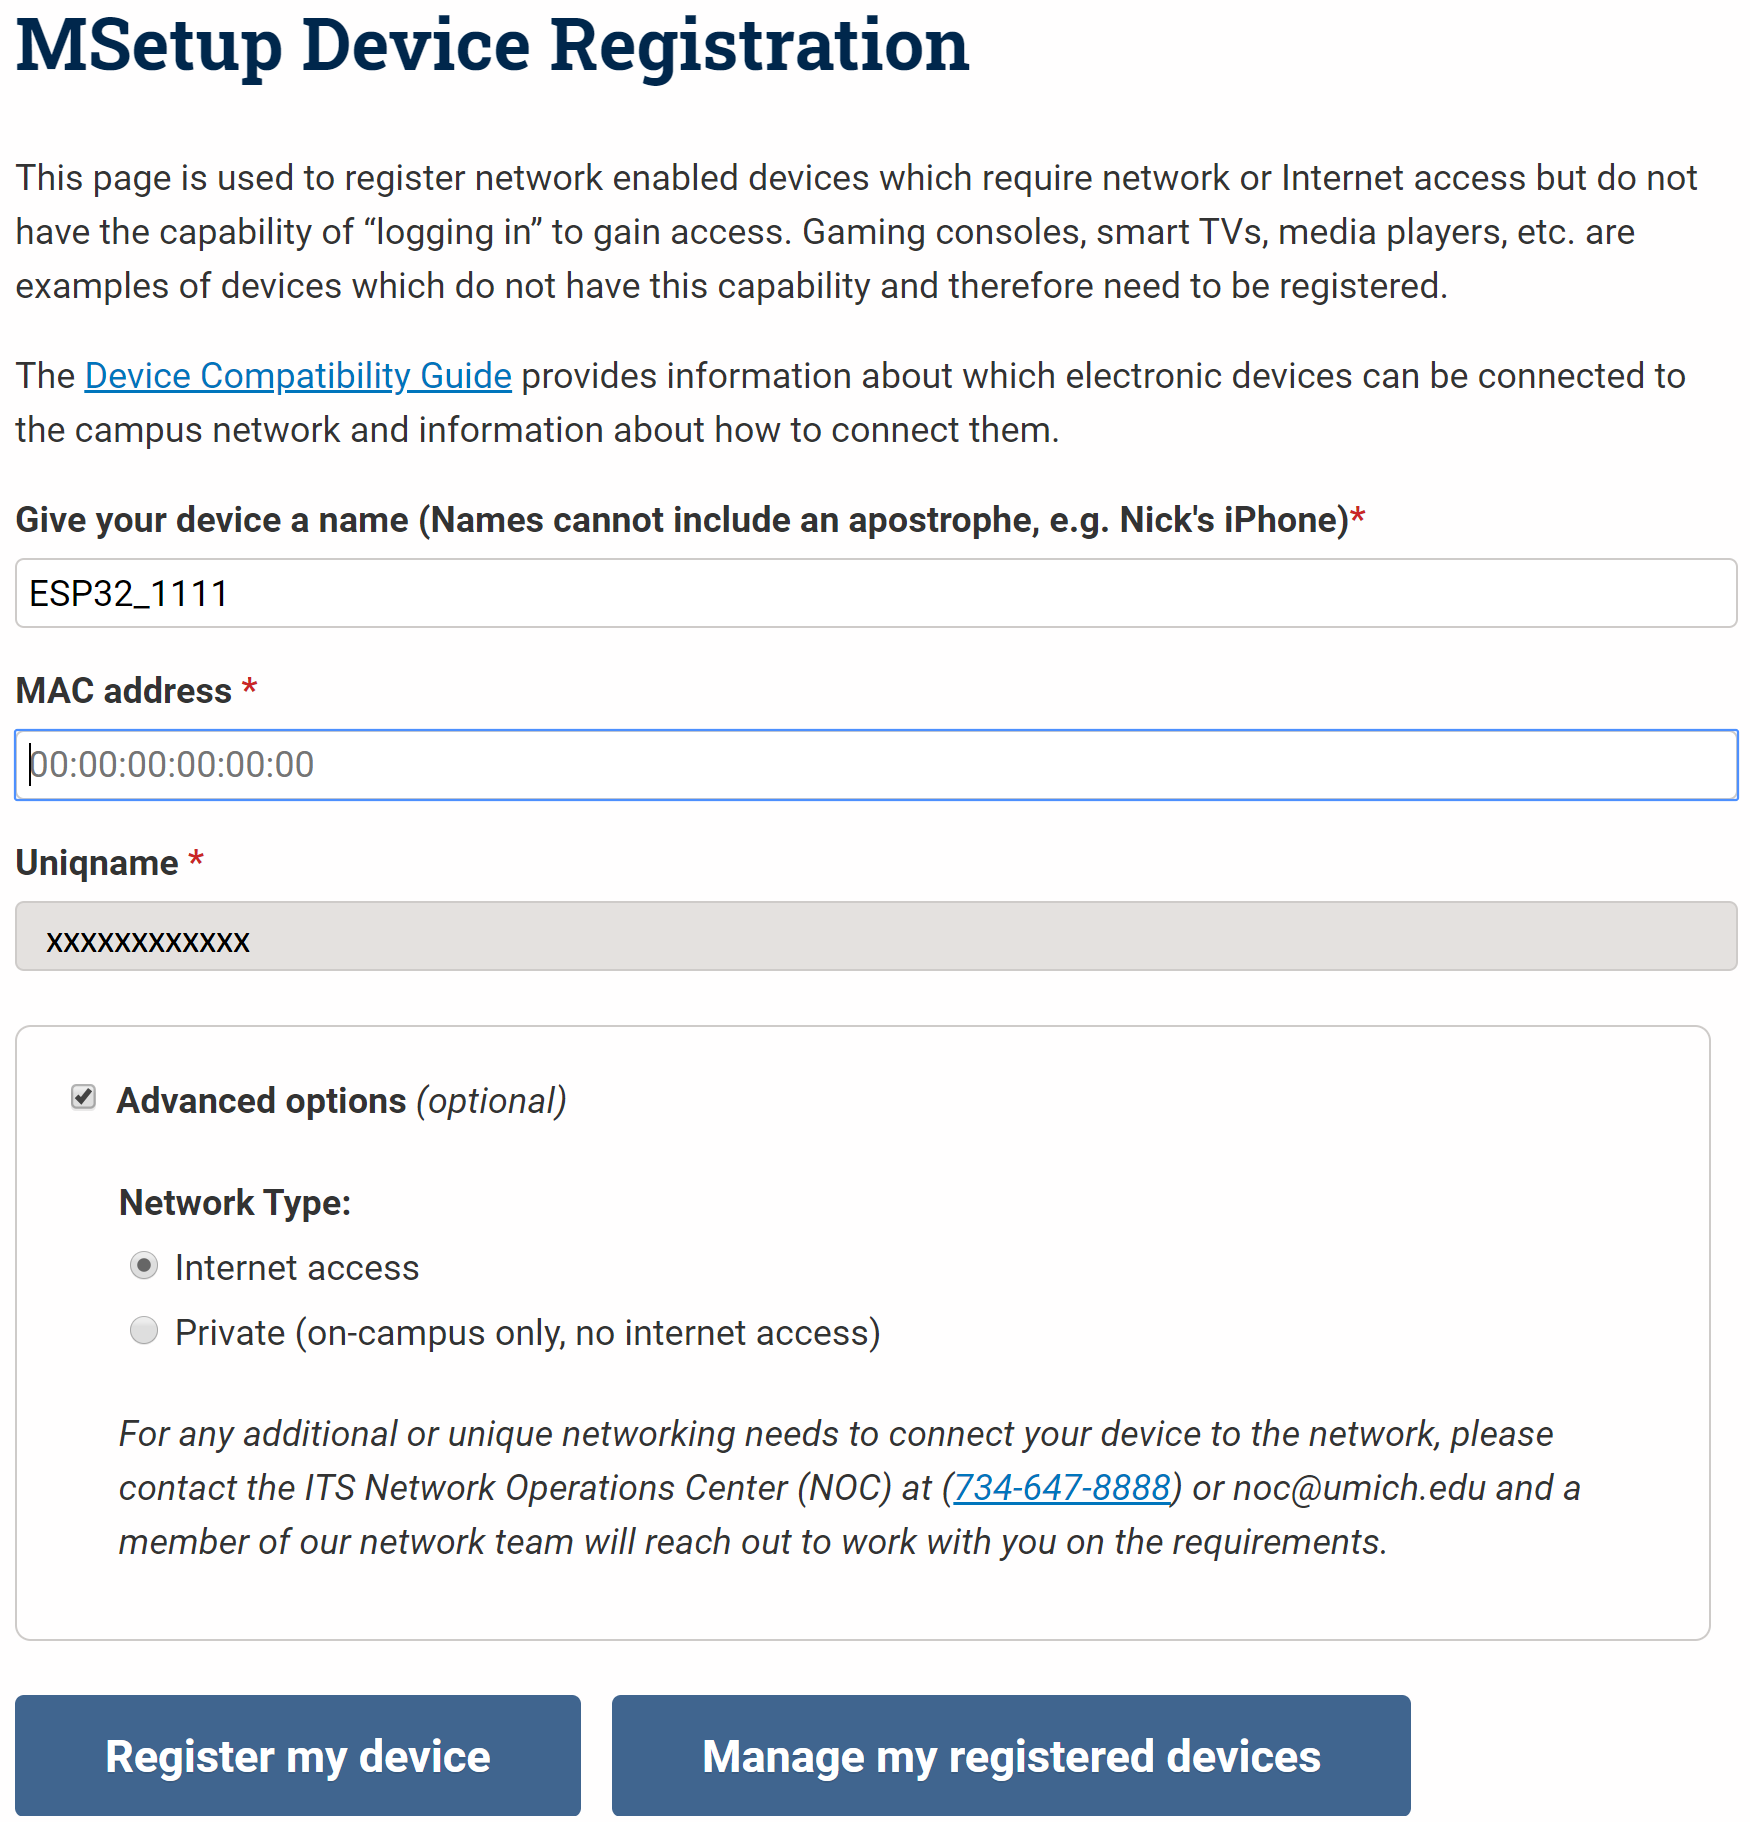 MSetup Device Registration
This page is used to register network enabled devices which require network or Internet access but do not
have the capability of “logging in” to gain access. Gaming consoles, smart TVs, media players, etc. are
examples of devices which do not have this capability and therefore need to be registered.
The Device Compatibility Guide provides information about which electronic devices can be connected to
the campus network and information about how to connect them.
Give your device a name (Names cannot include an apostrophe, e.g. Nick's iPhone)*
ESP32_1111
MAC address *
00:00:00:00:00:00
Uniqname *
xxxxxxxxxxxx
Advanced options (optional)
Network Type:
Internet access
Private (on-campus only, no internet access)
For any additional or unique networking needs to connect your device to the network, please
contact the ITS Network Operations Center (NOC) at (734-647-8888) or noc@umich.edu and a
member of our network team will reach out to work with you on the requirements.
Register my device
Manage my registered devices